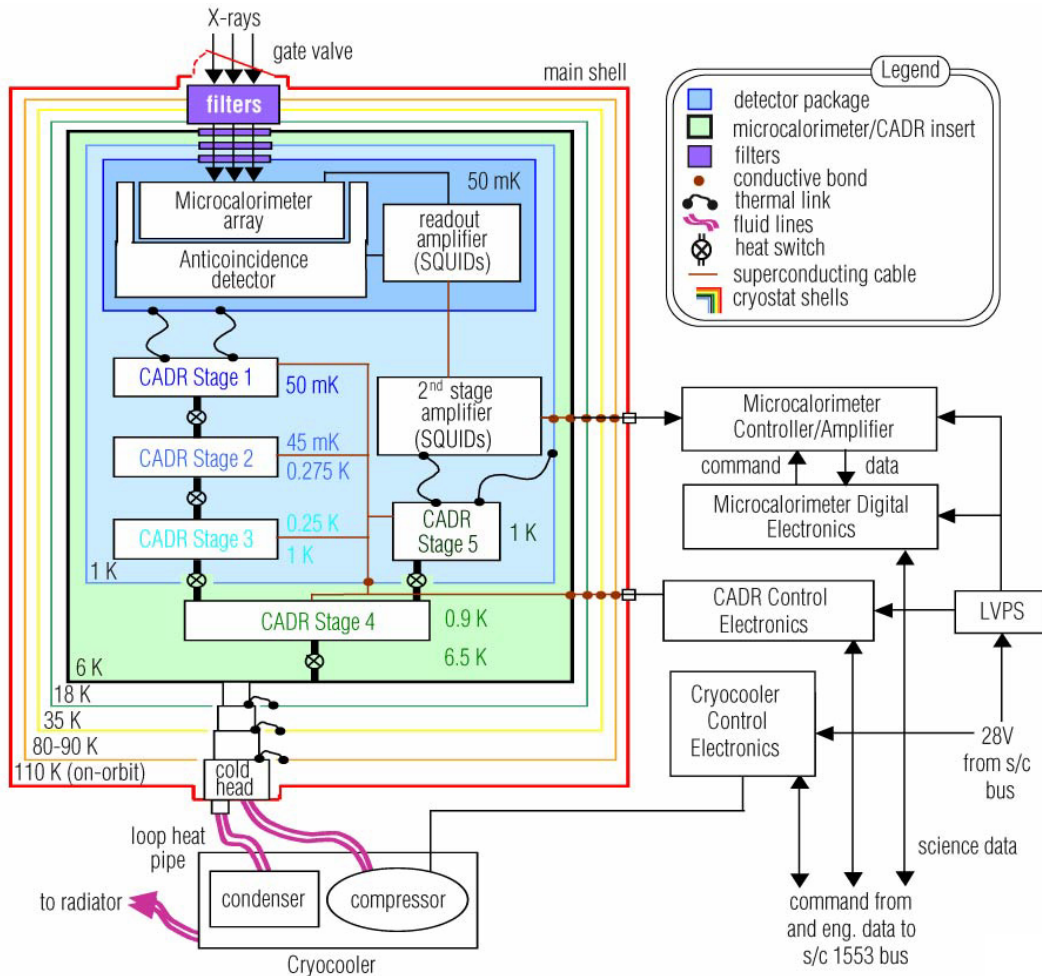 X-rays
gate valve
main shell
filters
50 mK
Microcalorimeter
array
readout
amplifier
(SQUIDs)
Anticoincidence
detector
CADR Stage 1
50 mK
2nd stage
amplifier
(SQUIDs)
CADR Stage 2
45 mK
0.275 K
CADR Stage 3
0.25 K
1 K
CADR
Stage 5
1 K
1 K
CADR Stage 4
0.9 K
6.5 K
6 K
18 K
35 K
80-90 K
110 K (on-orbit)
cold
head
loop heat
pipe
condenser
compressor
to radiator
Cryocooler
Legend
detector package
microcalorimeter/CADR insert
filters
conductive bond
thermal link
fluid lines
heat switch
superconducting cable
cryostat shells
Microcalorimeter
Controller/Amplifier
command
data
Microcalorimeter Digital
Electronics
CADR Control
Electronics
LVPS
Cryocooler
Control
Electronics
28V
from s/c
bus
science data
command from
and eng. data to
s/c 1553 bus